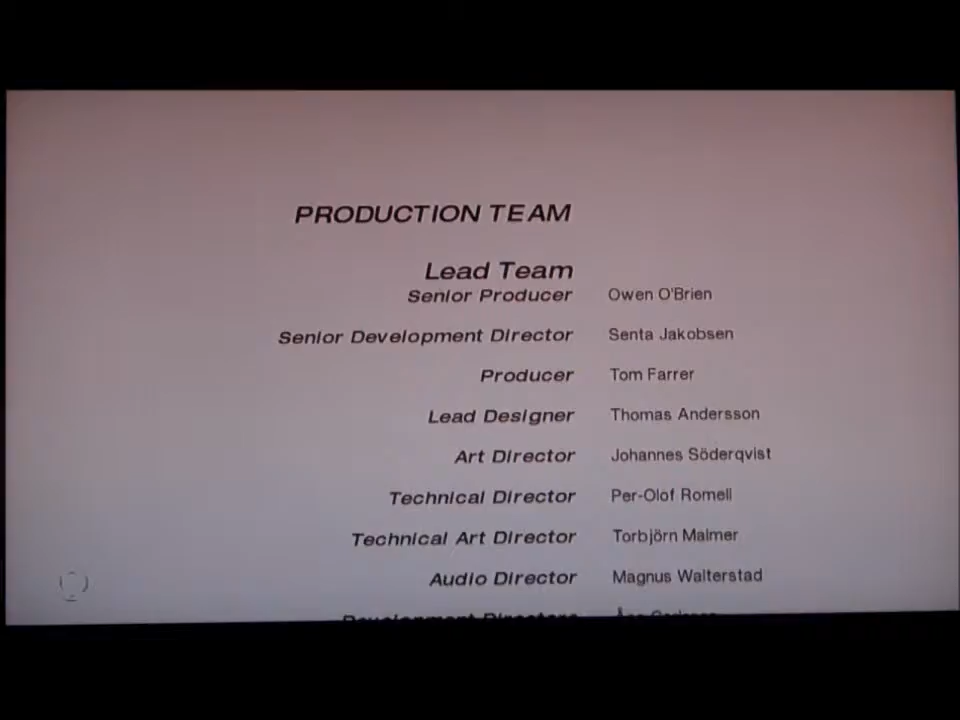 PRODUCTION TEAM
Lead Team
Senior Producer Owen O'Brien
Senior Development Director Senta Jakobsen
Producer Tom Farrer
Lead Designer Thomas Andersson
Art Director Johannes Söderqvist
Technical Director Per-Olof Romell
Technical Art Director Torbjörn Malmer
Audio Director Magnus Walterstad
Development Directors